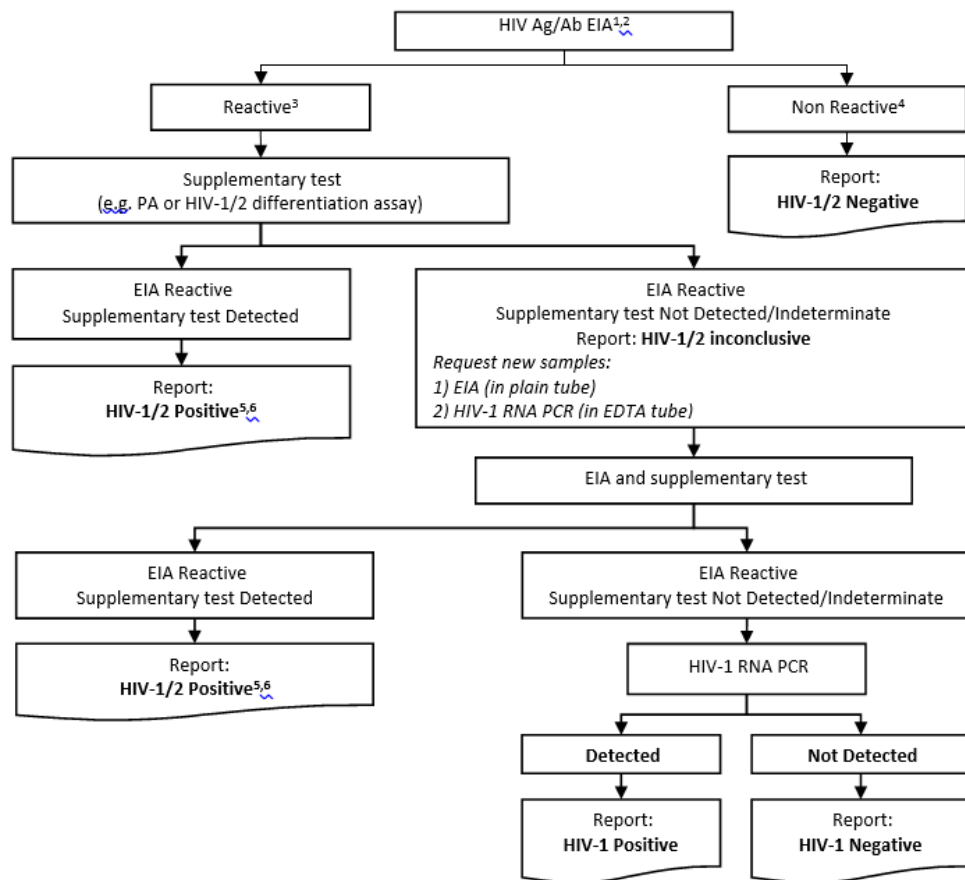 HIV Ag/Ab EIA¹,²
Reactive³
Non Reactive⁴
Supplementary test
(e.g. PA or HIV-1/2 differentiation assay)
Report:
HIV-1/2 Negative
EIA Reactive
Supplementary test Detected
EIA Reactive
Supplementary test Not Detected/Indeterminate
Report: HIV-1/2 inconclusive
Request new samples:
1) EIA (in plain tube)
2) HIV-1 RNA PCR (in EDTA tube)
Report:
HIV-1/2 Positive⁵,⁶
EIA and supplementary test
EIA Reactive
Supplementary test Detected
EIA Reactive
Supplementary test Not Detected/Indeterminate
Report:
HIV-1/2 Positive⁵,⁶
HIV-1 RNA PCR
Detected
Not Detected
Report:
HIV-1 Positive
Report:
HIV-1 Negative